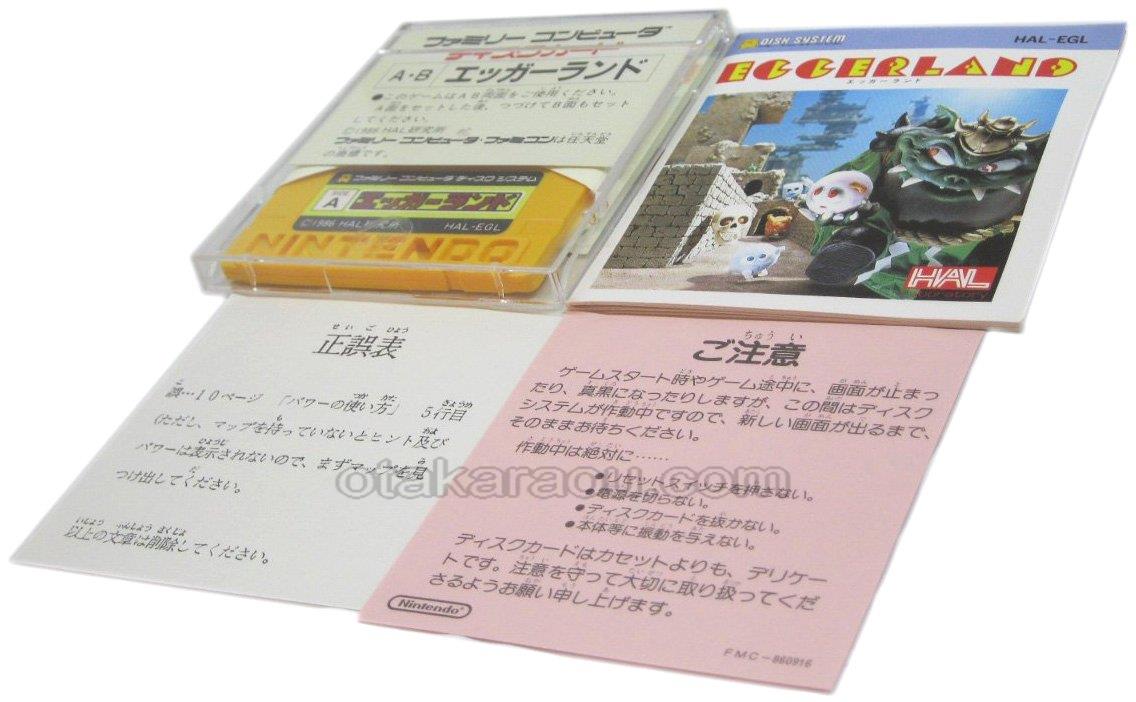 ファミリー コンピュータ
ディスクカード
A・B エッガーランド
●このゲームはAB両面をご使用ください。
A面をセットした後、つづけてB面もセット
してください。
©1986 HAL研究所
ファミリー コンピュータ・ファミコンは任天堂
の商標です。
ファミリー コンピュータ ディスク システム
SIDE A エッガーランド
©1986 HAL研究所 HAL-EGL
NINTENDO
DISK SYSTEM HAL-EGL
EGGERLAND
エッガーランド
HAL
せいごひょう
正誤表
誤…10ページ 「パワーの使い方」 5行目
(ただし、マップを持っていないとヒント及び
パワーは表示されないので、まずマップを見
つけ出してください。
以上の文章は削除してください。
ちゅうい
ご注意
ゲームスタート時やゲーム途中に、画面が止まっ
たり、真黒になったりしますが、この間はディスク
システムが作動中ですので、新しい画面が出るまで、
そのままお待ちください。
作動中は絶対に……
●リセットスイッチを押さない。
●電源を切らない。
●ディスクカードを抜かない。
●本体等に振動を与えない。
ディスクカードはカセットよりも、デリケー
トです。注意を守って大切に取り扱ってくだ
さるようお願い申し上げます。
Nintendo
FMC-860916
otakaraou.com